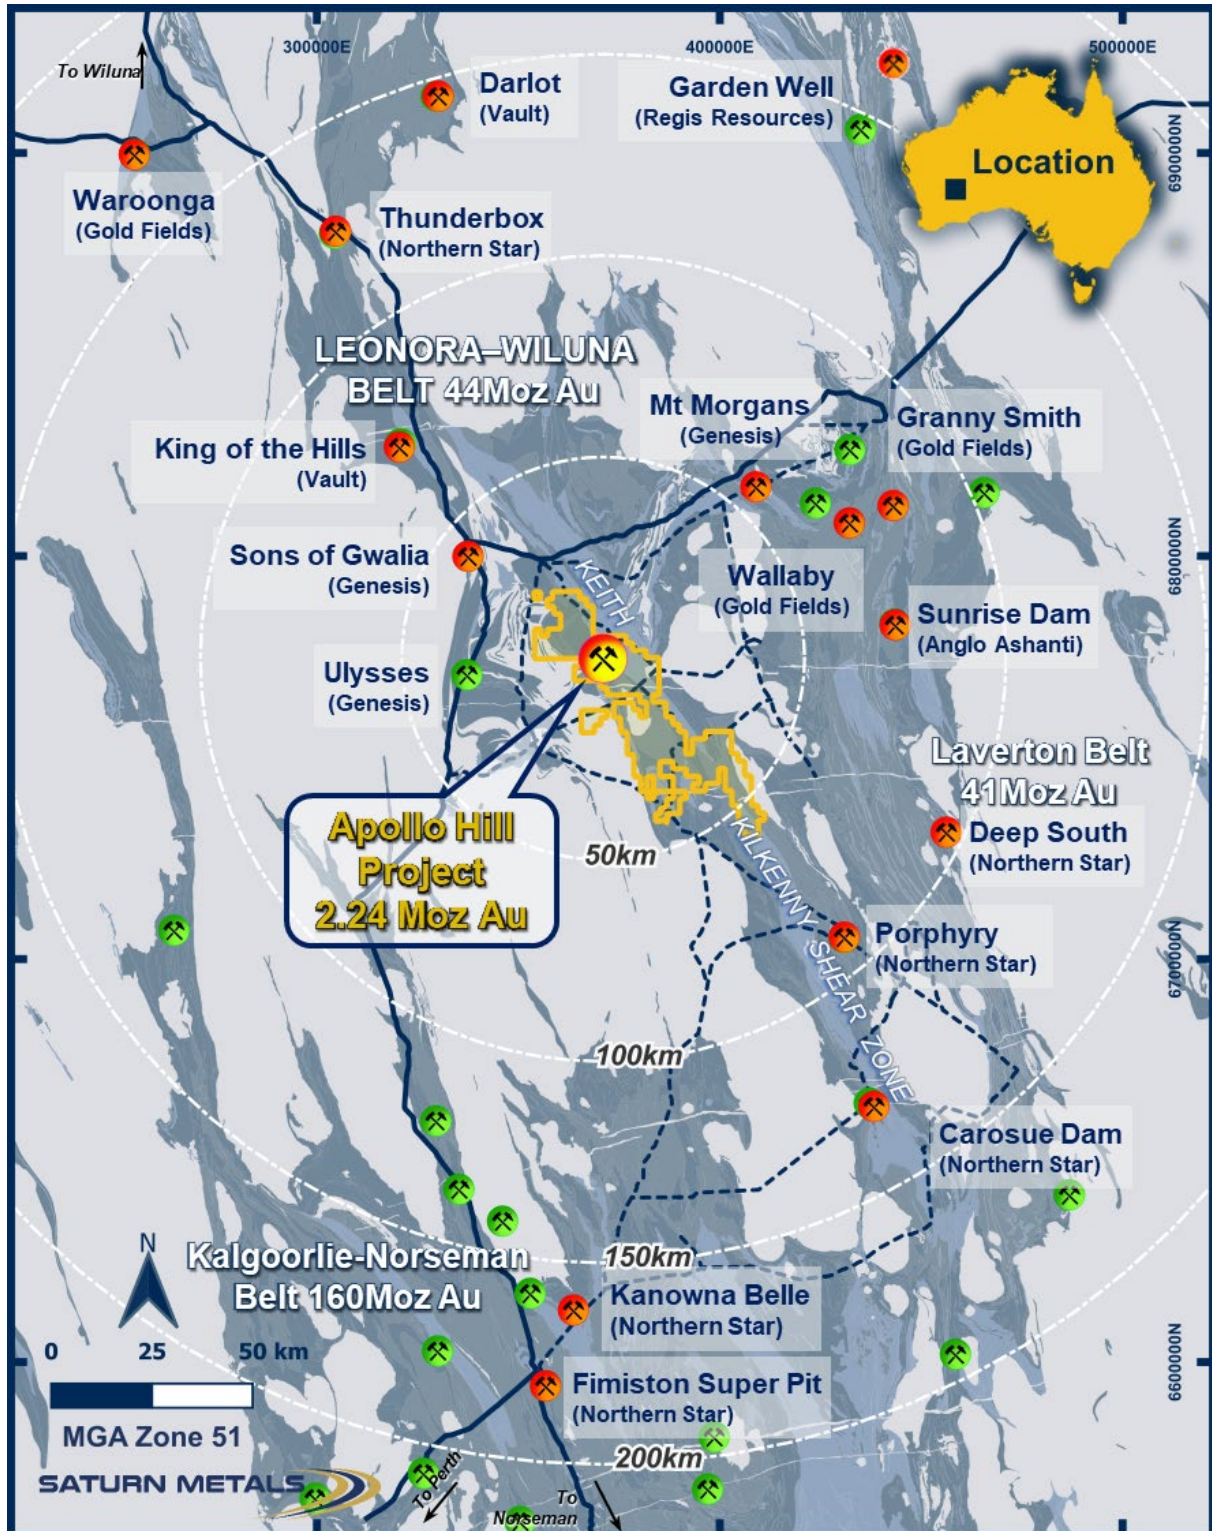 300000E
400000E
500000E
To Wiluna
Darlot
(Vault)
Garden Well
(Regis Resources)
Location
6900000N
Waroonga
(Gold Fields)
Thunderbox
(Northern Star)
LEONORA–WILUNA
BELT 44Moz Au
Mt Morgans
(Genesis)
Granny Smith
(Gold Fields)
King of the Hills
(Vault)
Sons of Gwalia
(Genesis)
KEITH
Wallaby
(Gold Fields)
6800000N
Sunrise Dam
(Anglo Ashanti)
Ulysses
(Genesis)
Laverton Belt
41Moz Au
Apollo Hill
Project
2.24 Moz Au
50km
KILKENNY SHEAR ZONE
Deep South
(Northern Star)
Porphyry
(Northern Star)
6700000N
100km
Carosue Dam
(Northern Star)
Kalgoorlie-Norseman
Belt 160Moz Au
150km
N
Kanowna Belle
(Northern Star)
0 25 50 km
6600000N
Fimiston Super Pit
(Northern Star)
MGA Zone 51
200km
SATURN METALS
To Perth
To
Norseman